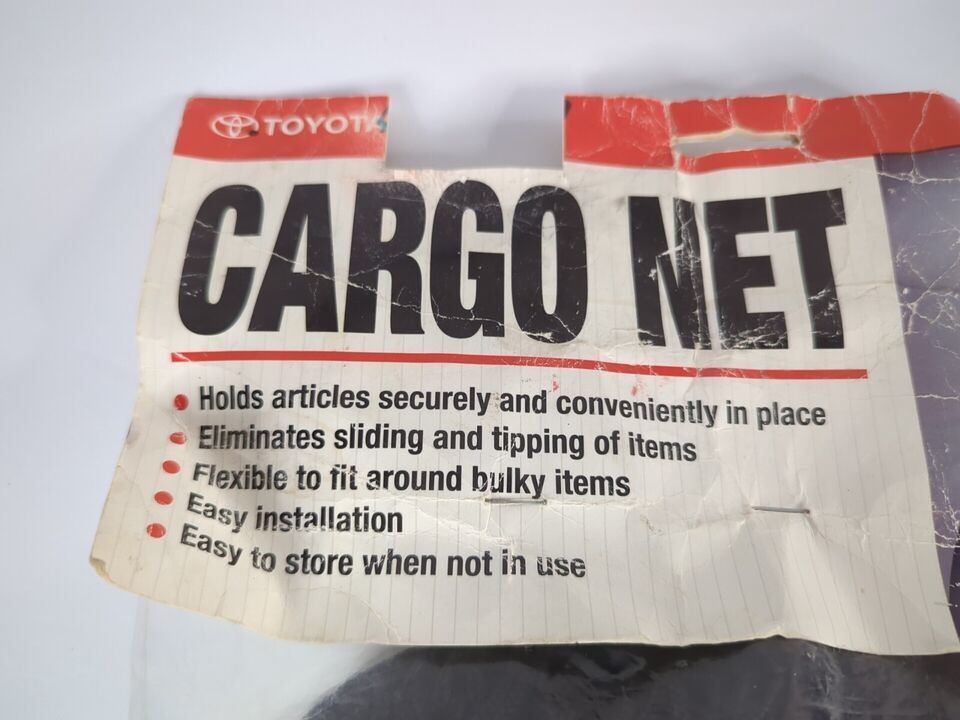 TOYOTA
CARGO NET
Holds articles securely and conveniently in place
Eliminates sliding and tipping of items
Flexible to fit around bulky items
Easy installation
Easy to store when not in use